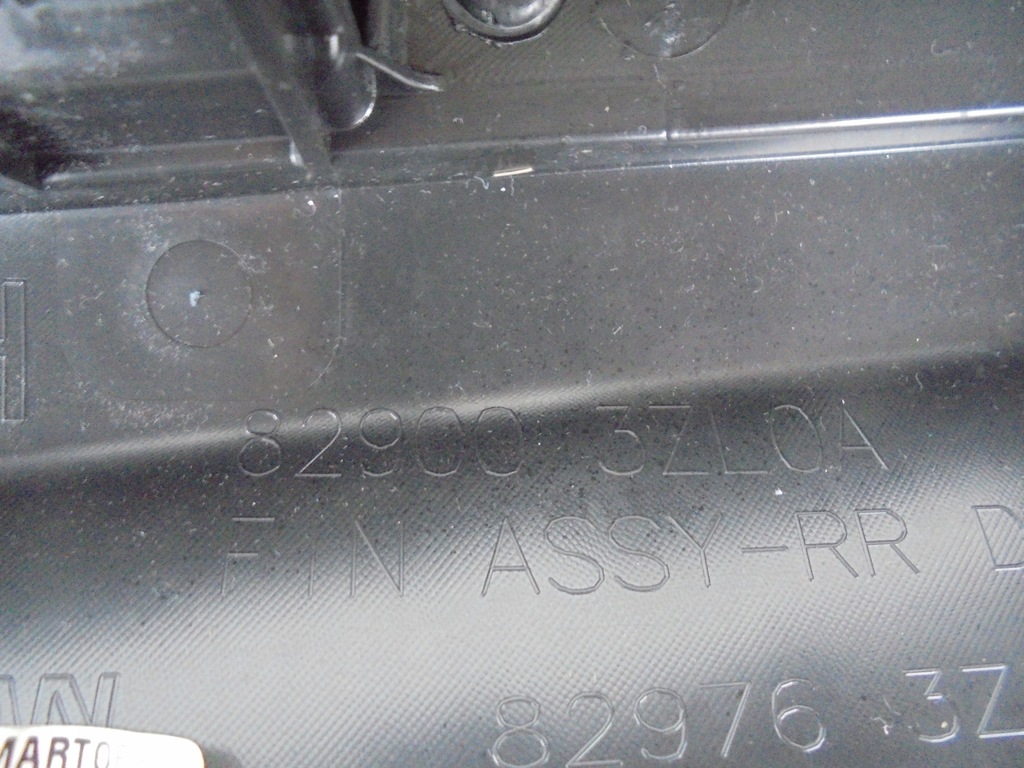 82900 3ZL0A
FIN ASSY-RR D
82976 3Z
MARTO